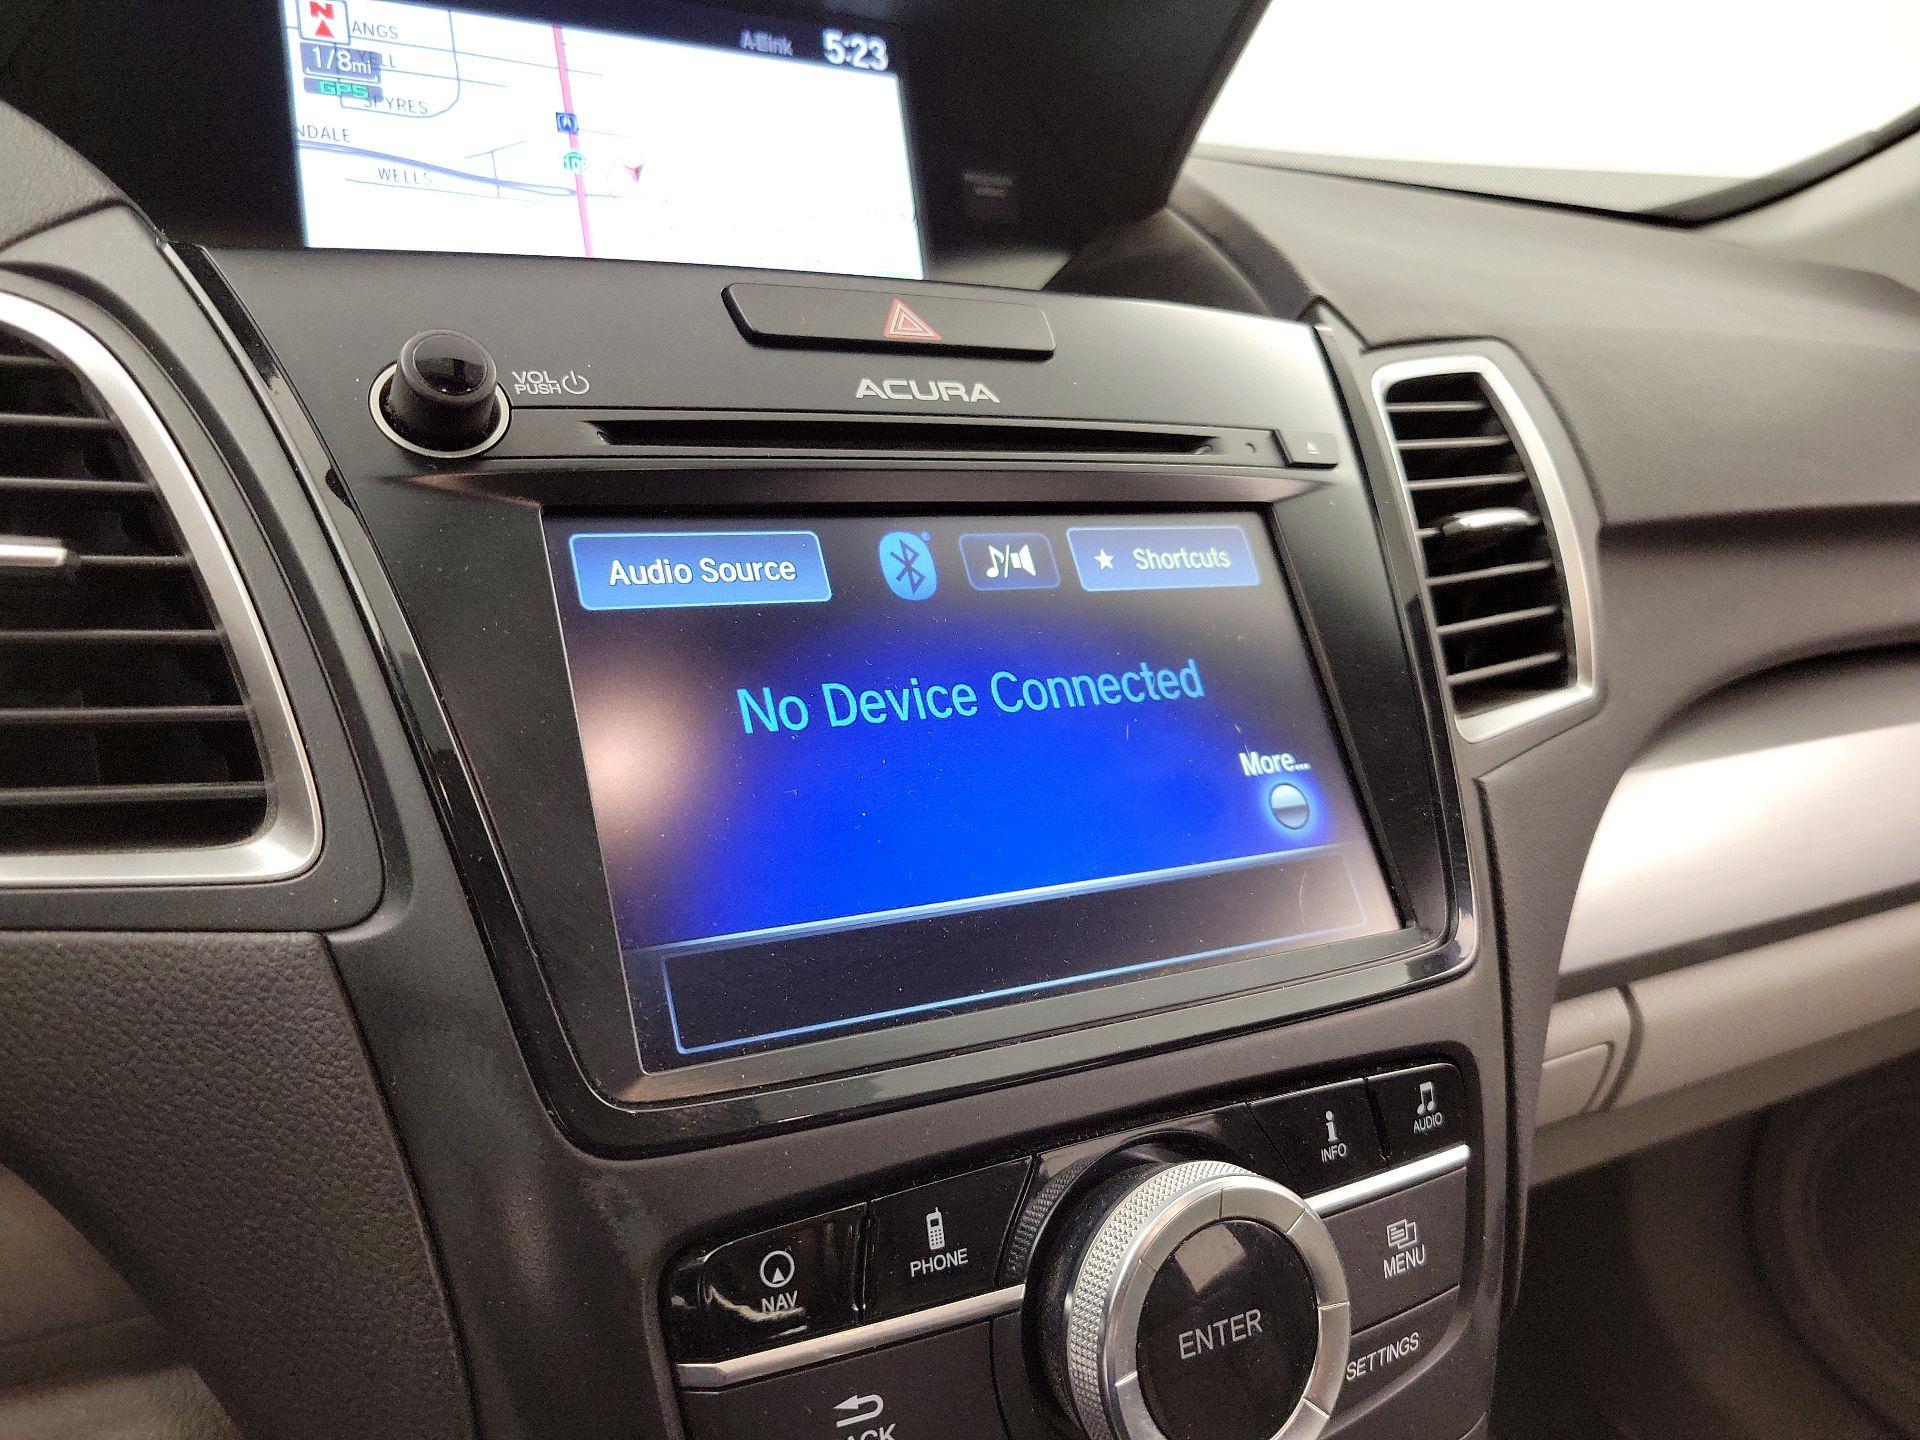 N
ANGS
1/8mi
GPS
SPYRES
NDALE
WELLS
5:23
VOL
PUSH
ACURA
Audio Source
Shortcuts
No Device Connected
More...
INFO
AUDIO
NAV
PHONE
MENU
ENTER
SETTINGS